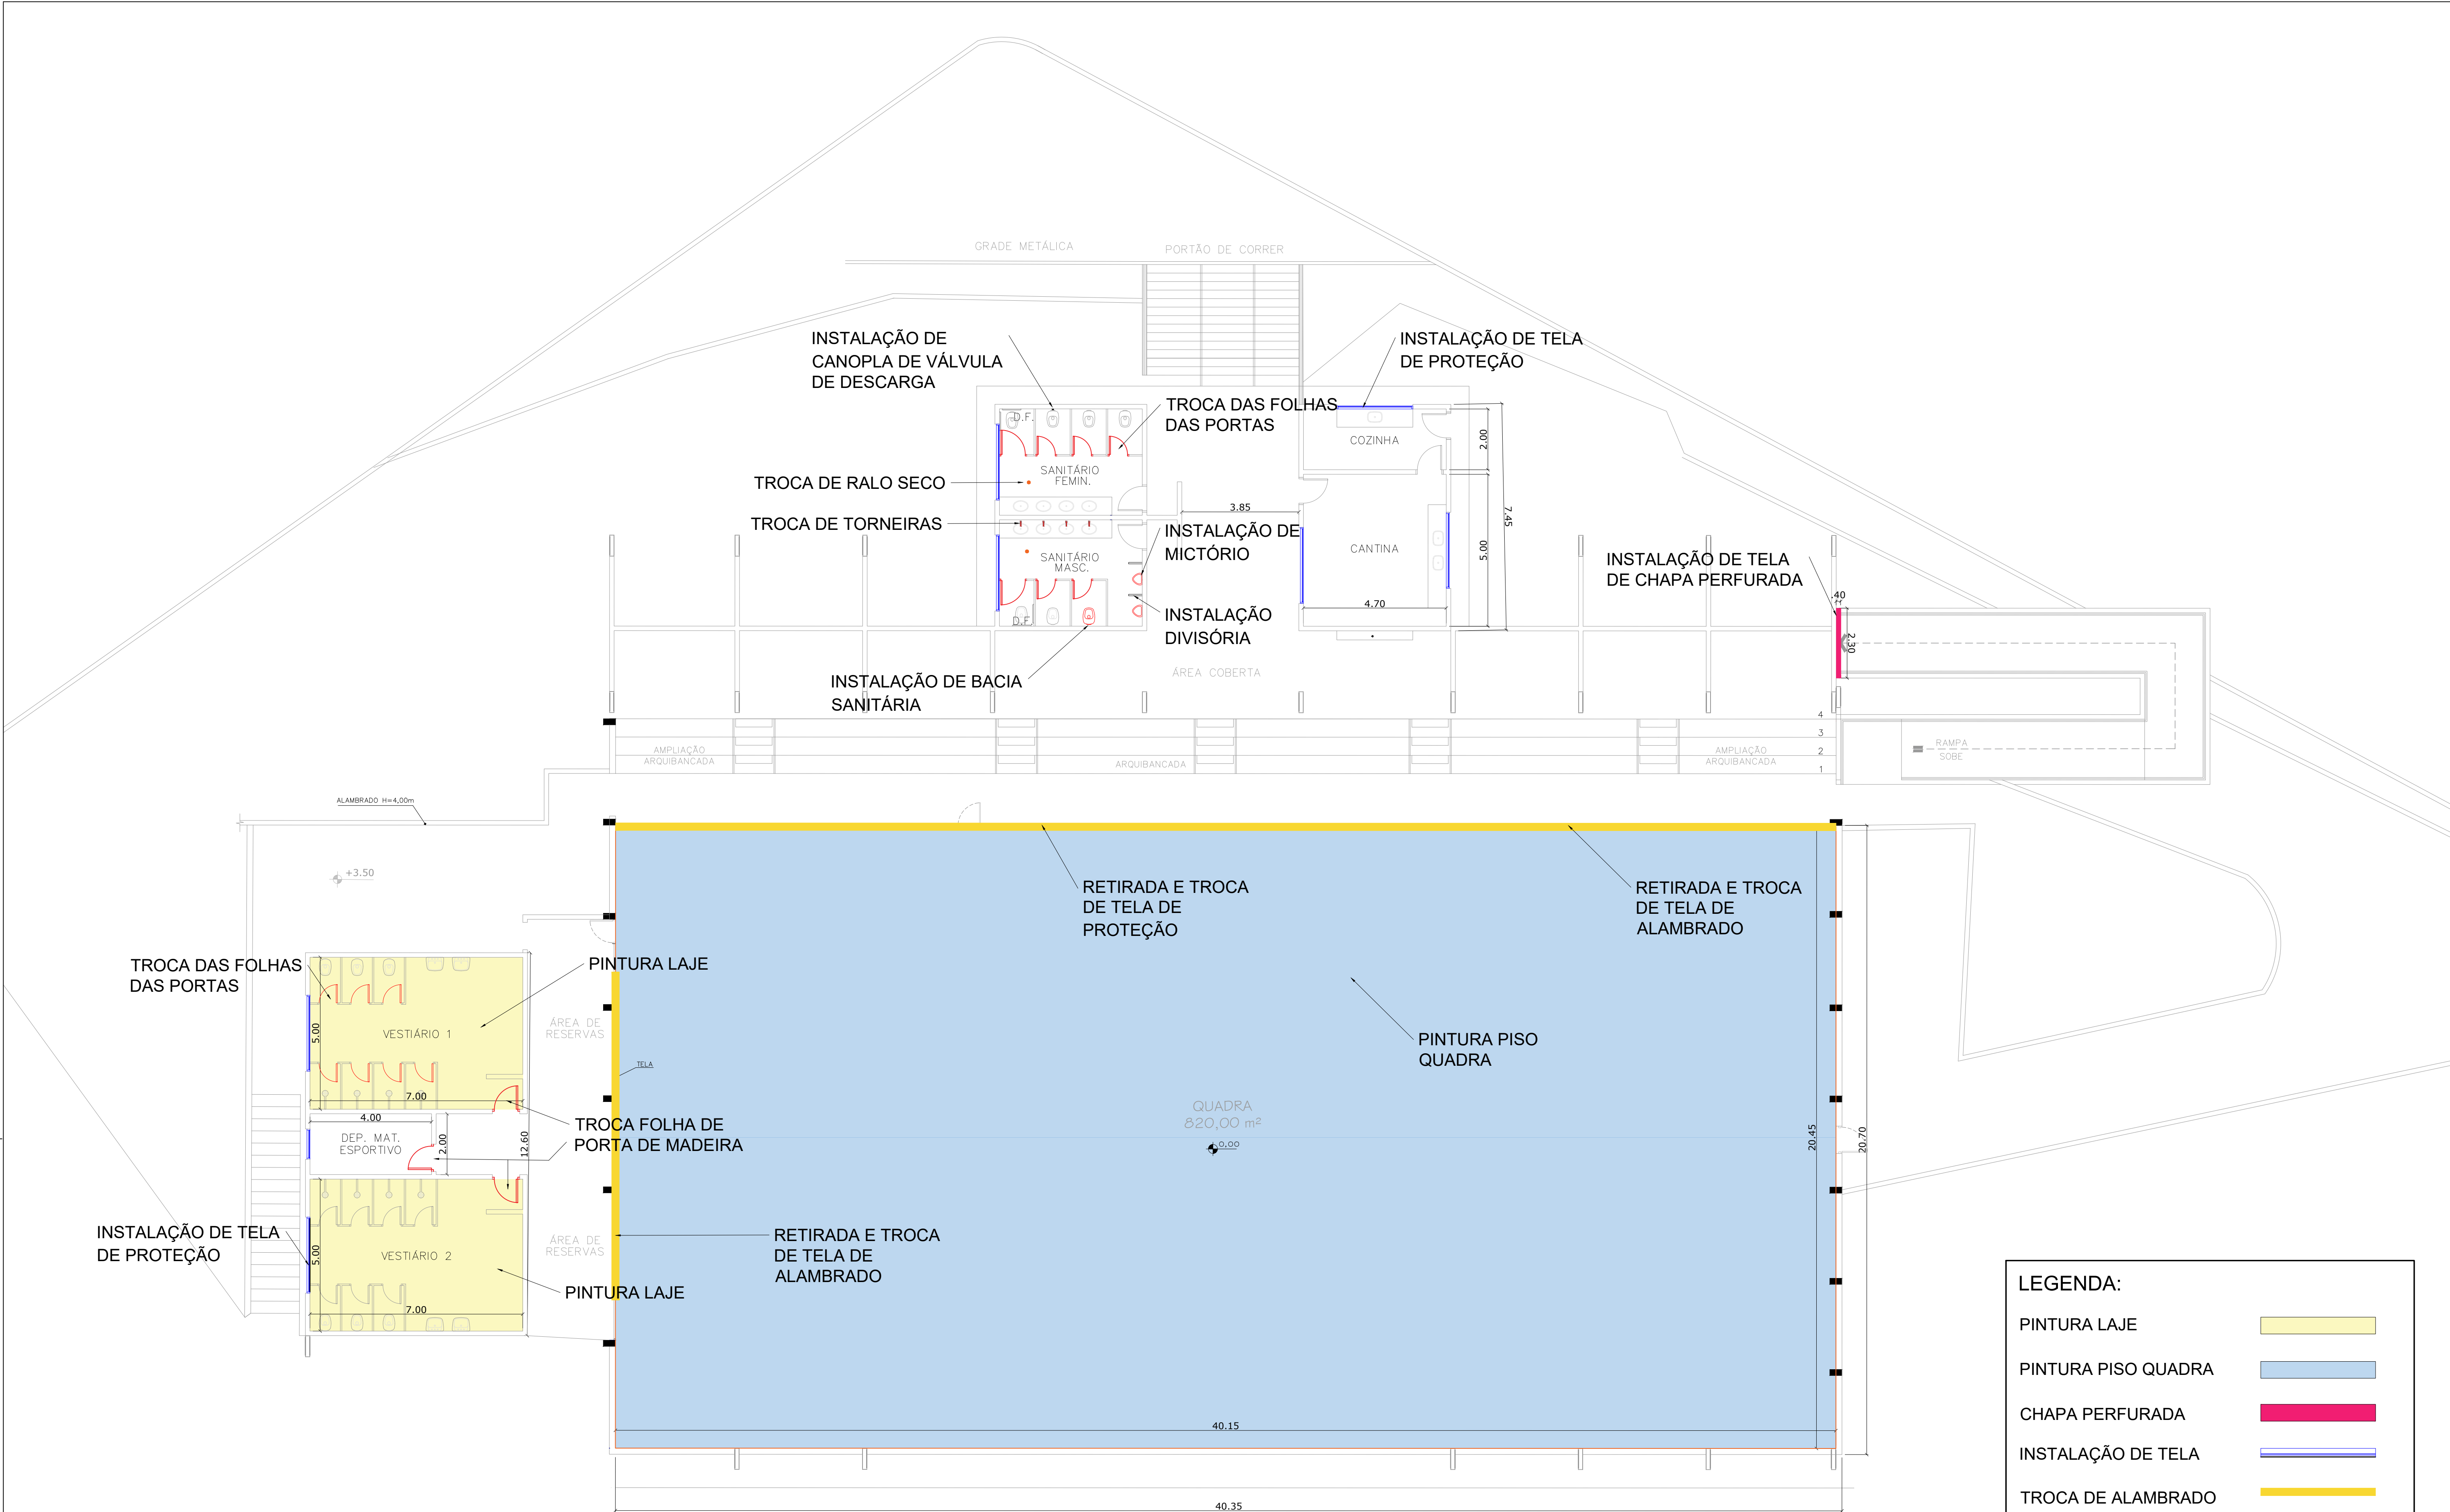 GRADE METÁLICA
PORTÃO DE CORRER
INSTALAÇÃO DE
CANOPLA DE VÁLVULA
DE DESCARGA
INSTALAÇÃO DE TELA
DE PROTEÇÃO
D.F.
TROCA DAS FOLHAS
DAS PORTAS
COZINHA
2.00
SANITÁRIO
FEMIN.
TROCA DE RALO SECO
3.85
7.45
TROCA DE TORNEIRAS
INSTALAÇÃO DE
MICTÓRIO
CANTINA
5.00
SANITÁRIO
MASC.
INSTALAÇÃO DE TELA
DE CHAPA PERFURADA
.40
4.70
INSTALAÇÃO
DIVISÓRIA
D.F.
2.30
ÁREA COBERTA
INSTALAÇÃO DE BACIA
SANITÁRIA
4
3
2
1
AMPLIAÇÃO
ARQUIBANCADA
ARQUIBANCADA
AMPLIAÇÃO
ARQUIBANCADA
RAMPA
SOBE
ALAMBRADO H=4,00m
+3.50
RETIRADA E TROCA
DE TELA DE
PROTEÇÃO
RETIRADA E TROCA
DE TELA DE
ALAMBRADO
TROCA DAS FOLHAS
DAS PORTAS
PINTURA LAJE
ÁREA DE
RESERVAS
VESTIÁRIO 1
5.00
PINTURA PISO
QUADRA
TELA
7.00
4.00
QUADRA
820,00 m²
0,00
TROCA FOLHA DE
PORTA DE MADEIRA
DEP. MAT.
ESPORTIVO
2.00
12.60
20.45
20.70
INSTALAÇÃO DE TELA
DE PROTEÇÃO
5.00
VESTIÁRIO 2
ÁREA DE
RESERVAS
RETIRADA E TROCA
DE TELA DE
ALAMBRADO
PINTURA LAJE
7.00
40.15
40.35
LEGENDA:
PINTURA LAJE
PINTURA PISO QUADRA
CHAPA PERFURADA
INSTALAÇÃO DE TELA
TROCA DE ALAMBRADO